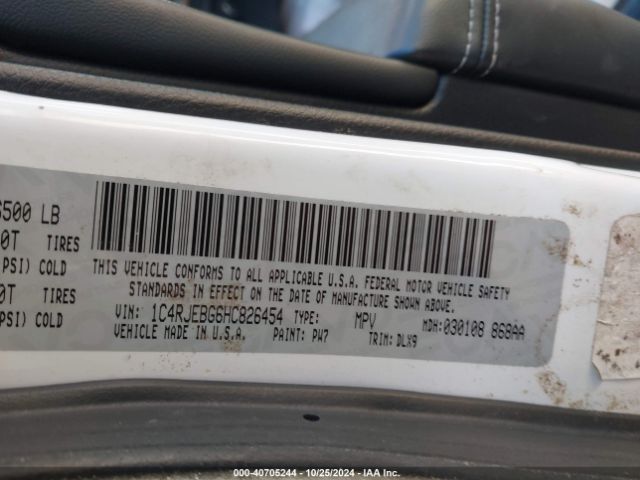 6500 LB
0T TIRES
PSI) COLD
0T TIRES
PSI) COLD
THIS VEHICLE CONFORMS TO ALL APPLICABLE U.S.A. FEDERAL MOTOR VEHICLE SAFETY
STANDARDS IN EFFECT ON THE DATE OF MANUFACTURE SHOWN ABOVE.
VIN: 1C4RJEBG6HC826454 TYPE: MPV MDH: 030108 868AA
VEHICLE MADE IN U.S.A. PAINT: PW7 TRIM: DLX9
000-40705244 - 10/25/2024 - IAA Inc.